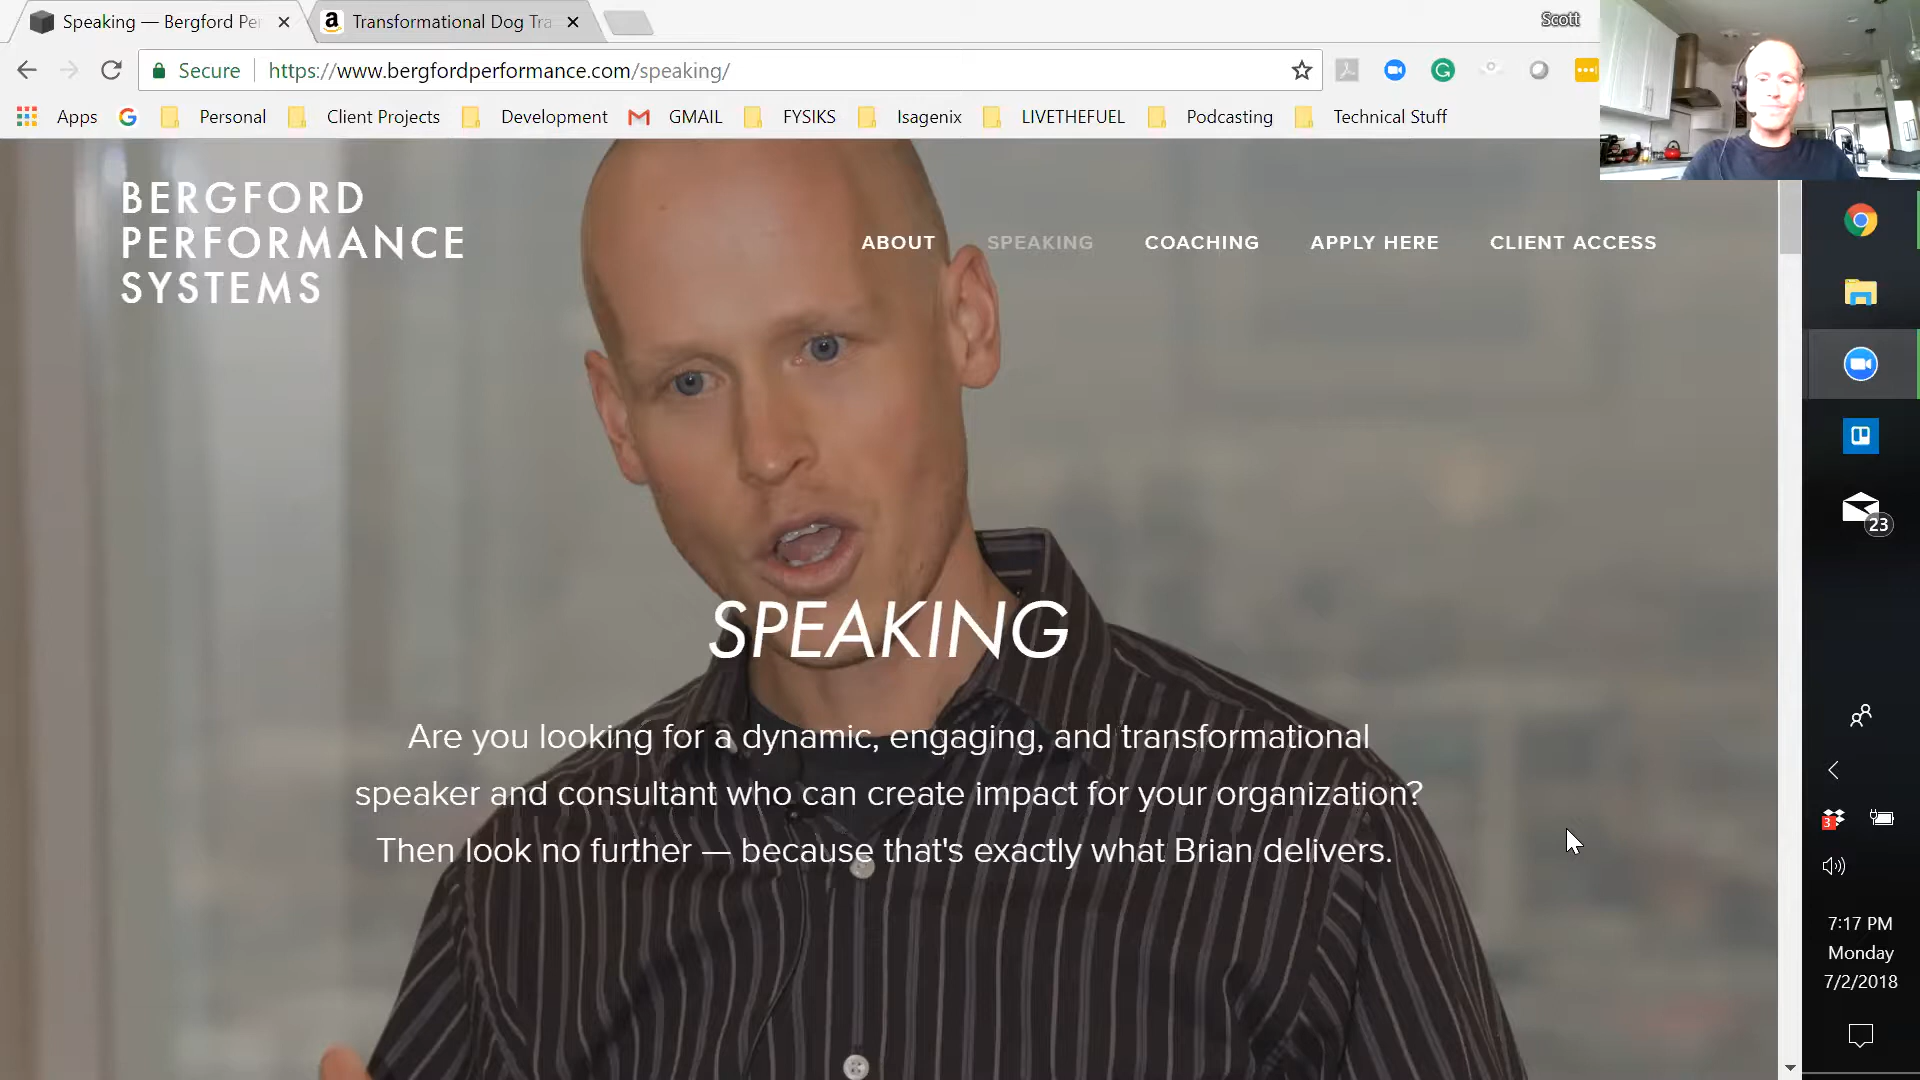 Speaking — Bergford Per
Transformational Dog Tra
Scott
Secure
https://www.bergfordperformance.com/speaking/
Apps
Personal
Client Projects
Development
GMAIL
FYSIKS
Isagenix
LIVETHEFUEL
Podcasting
Technical Stuff
BERGFORD
PERFORMANCE
SYSTEMS
ABOUT
SPEAKING
COACHING
APPLY HERE
CLIENT ACCESS
SPEAKING
Are you looking for a dynamic, engaging, and transformational
speaker and consultant who can create impact for your organization?
Then look no further — because that's exactly what Brian delivers.
23
3
7:17 PM
Monday
7/2/2018